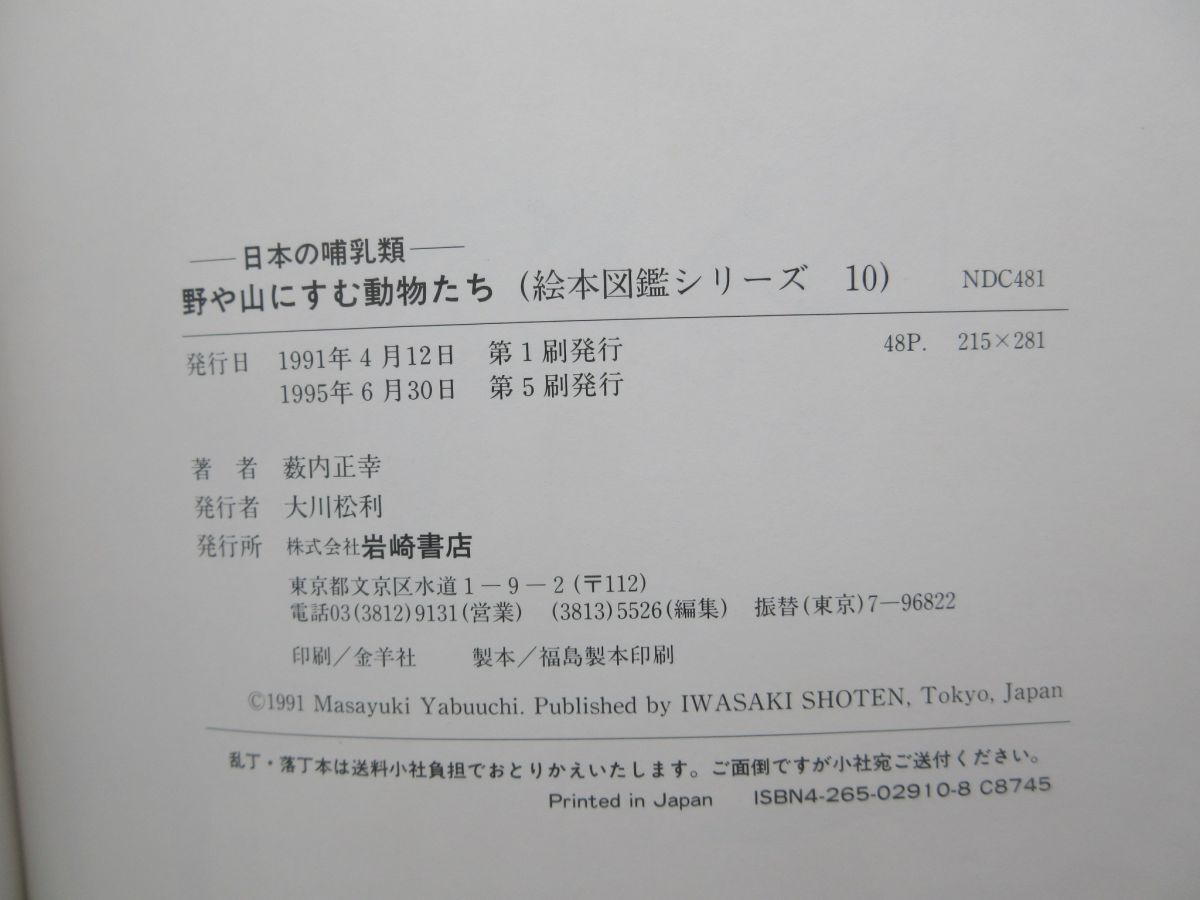 ―日本の哺乳類―
野や山にすむ動物たち (絵本図鑑シリーズ 10) NDC481
発行日 1991年4月12日 第1刷発行 48P. 215×281
1995年6月30日 第5刷発行
著 者 薮内正幸
発行者 大川松利
発行所 株式会社岩崎書店
東京都文京区水道1－9－2(〒112)
電話03(3812)9131(営業) (3813)5526(編集) 振替(東京)7―96822
印刷／金羊社 製本／福島製本印刷
©1991 Masayuki Yabuuchi. Published by IWASAKI SHOTEN, Tokyo, Japan
乱丁・落丁本は送料小社負担でおとりかえいたします。ご面倒ですが小社宛ご送付ください。
Printed in Japan ISBN4-265-02910-8 C8745